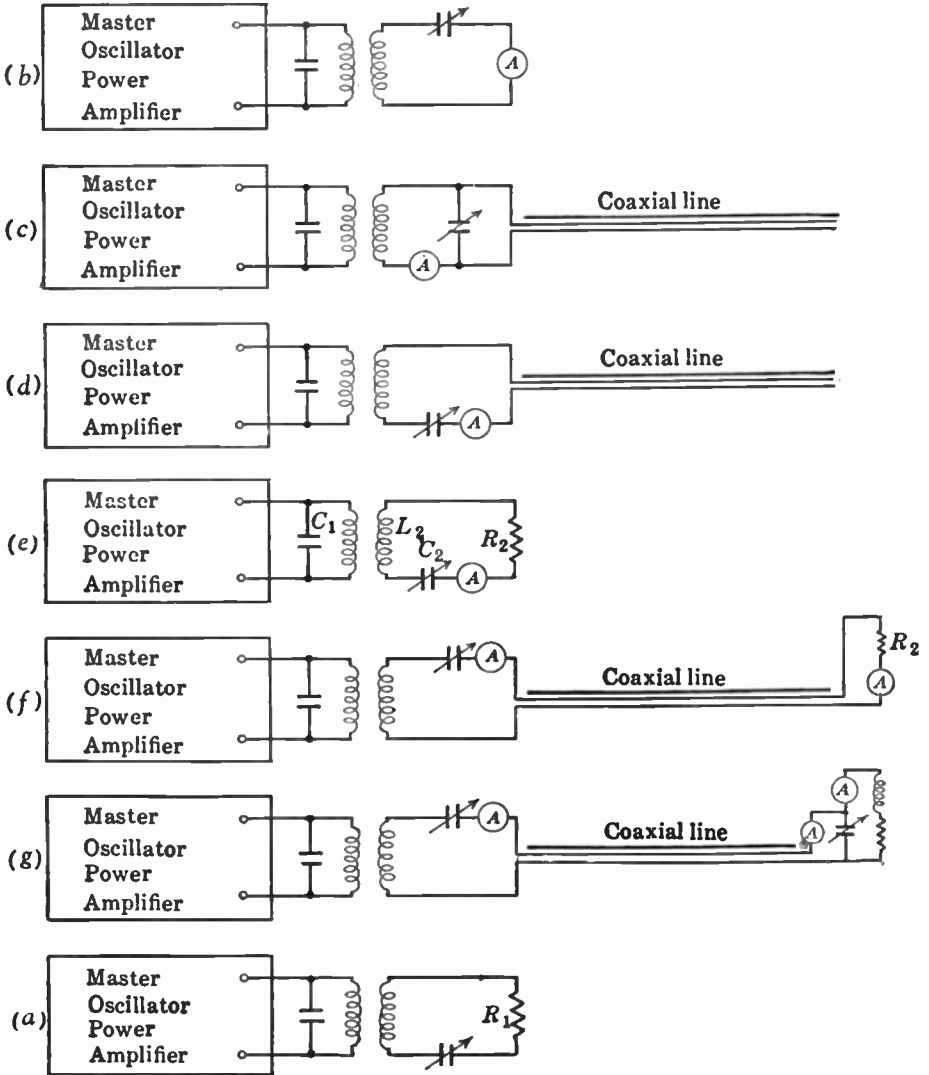 (b)
Master
Oscillator
Power
Amplifier
A
(c)
Master
Oscillator
Power
Amplifier
A
Coaxial line
(d)
Master
Oscillator
Power
Amplifier
A
Coaxial line
(e)
Master
Oscillator
Power
Amplifier
C1
L2
C2
A
R2
(f)
Master
Oscillator
Power
Amplifier
A
Coaxial line
R2
A
(g)
Master
Oscillator
Power
Amplifier
A
Coaxial line
A
A
(a)
Master
Oscillator
Power
Amplifier
R1